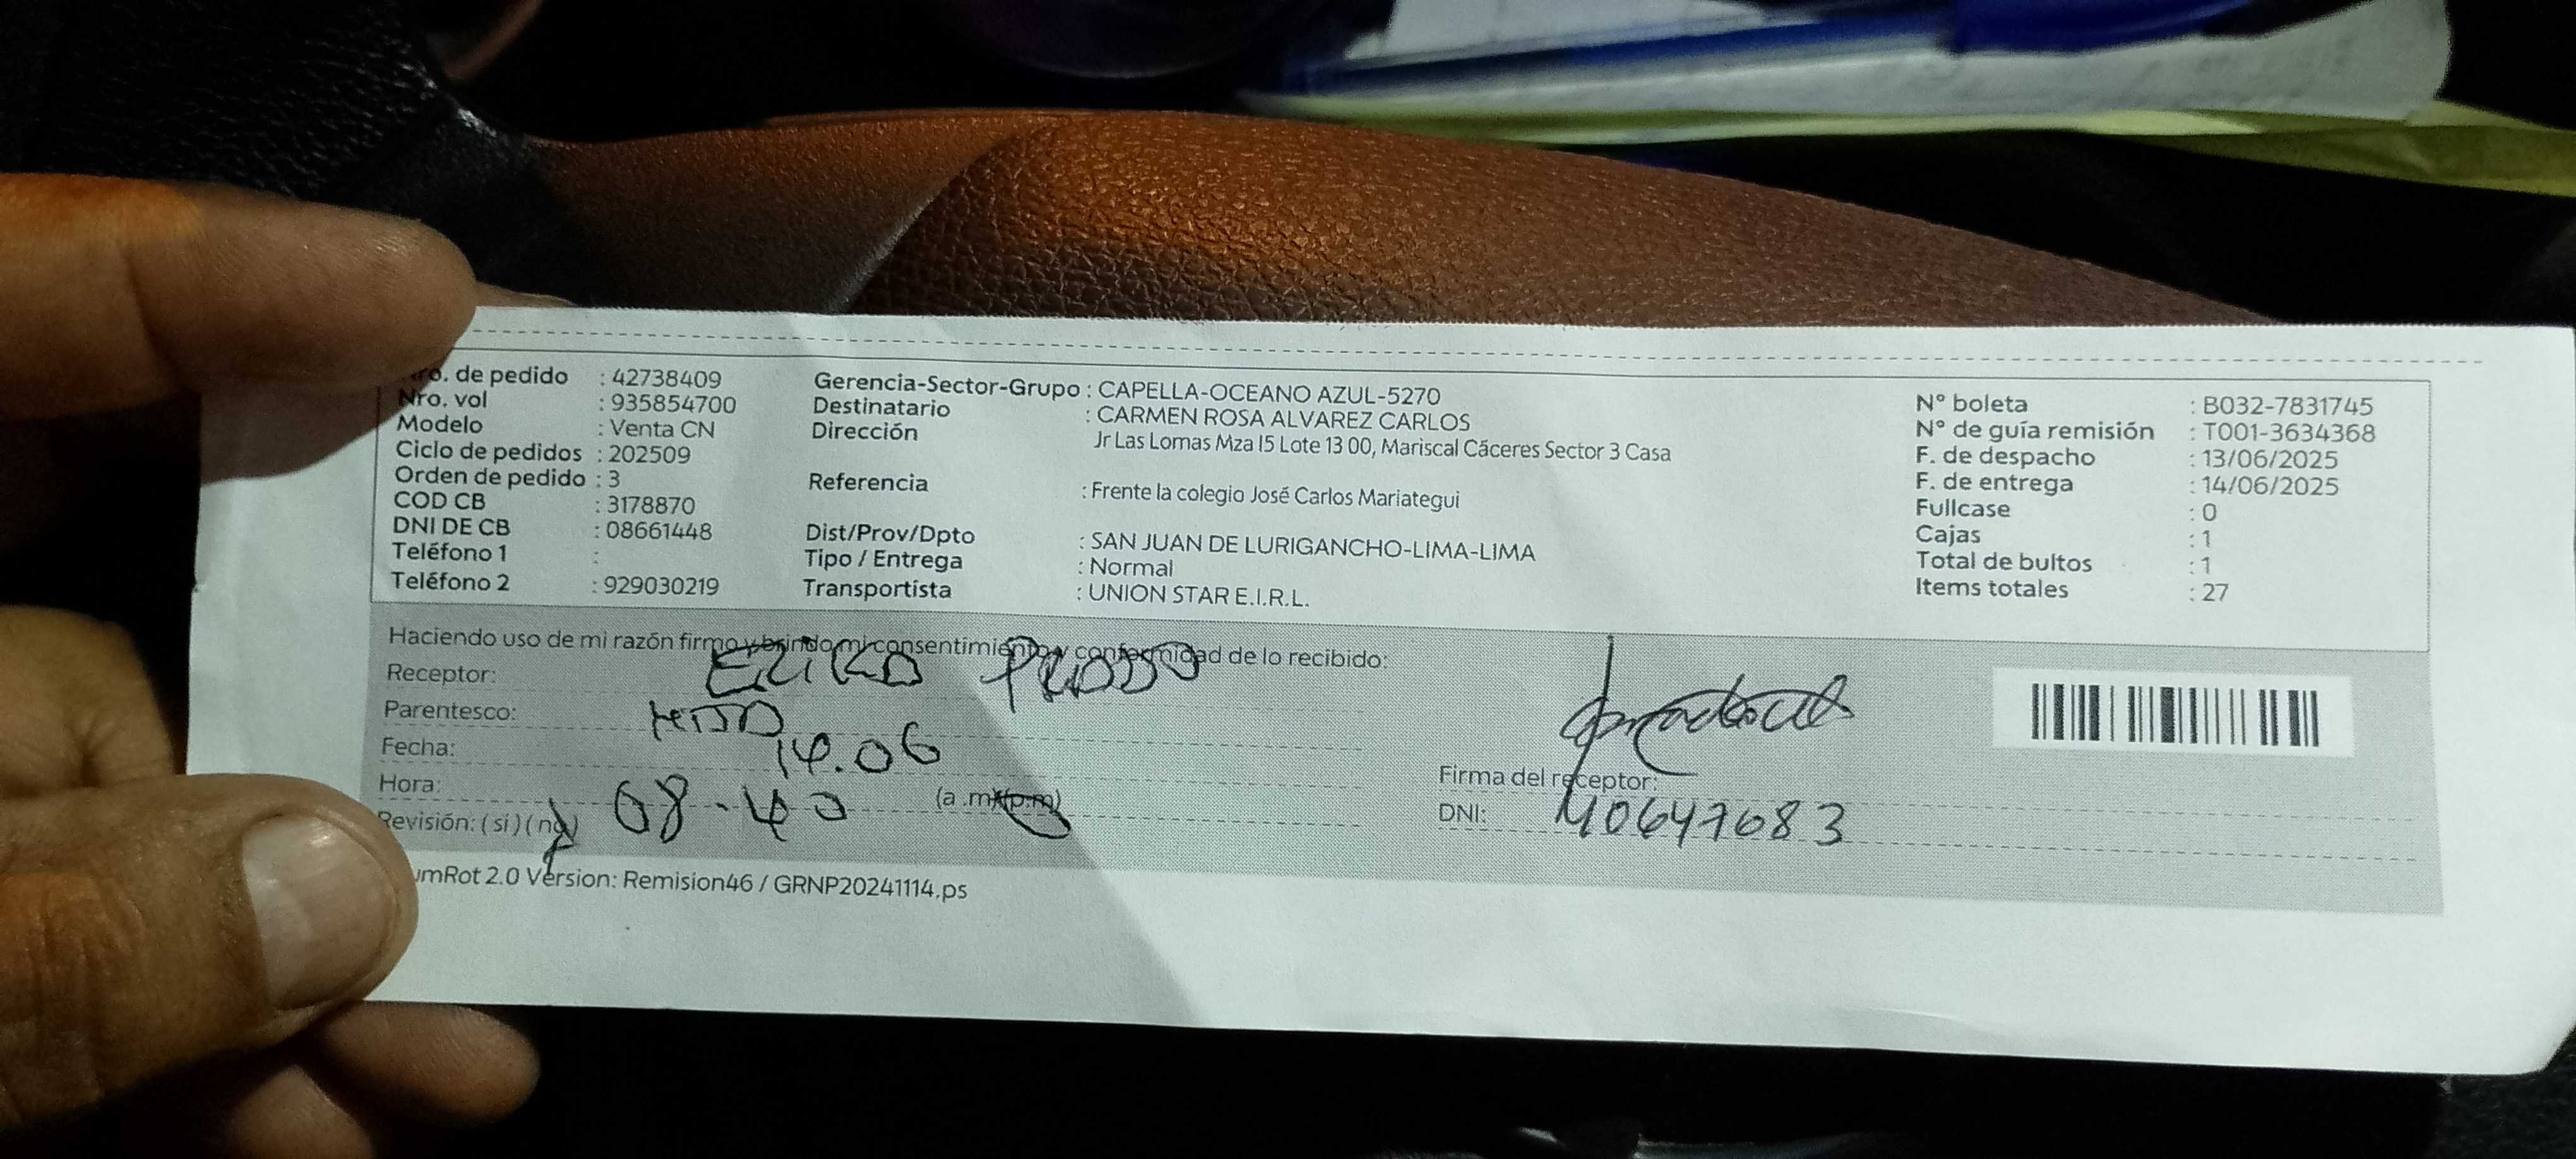 Nro. de pedido : 42738409
Nro. vol : 935854700
Modelo : Venta CN
Ciclo de pedidos : 202509
Orden de pedido : 3
COD CB : 3178870
DNI DE CB : 08661448
Teléfono 1 :
Teléfono 2 : 929030219
Gerencia-Sector-Grupo : CAPELLA-OCEANO AZUL-5270
Destinatario : CARMEN ROSA ALVAREZ CARLOS
Dirección Jr Las Lomas Mza I5 Lote 13 00, Mariscal Cáceres Sector 3 Casa
Referencia : Frente la colegio José Carlos Mariategui
Dist/Prov/Dpto : SAN JUAN DE LURIGANCHO-LIMA-LIMA
Tipo / Entrega : Normal
Transportista : UNION STAR E.I.R.L.
N° boleta : B032-7831745
N° de guía remisión : T001-3634368
F. de despacho : 13/06/2025
F. de entrega : 14/06/2025
Fullcase : 0
Cajas : 1
Total de bultos : 1
Items totales : 27
Haciendo uso de mi razón firmo y brindo mi consentimiento y conformidad de lo recibido:
Receptor:
Parentesco:
Fecha: 14.06
Hora: 08.40 (a .m) (p.m)
Revisión: ( si ) ( no )
Firma del receptor:
DNI: 40647683
umRot 2.0 Version: Remision46 / GRNP20241114.ps